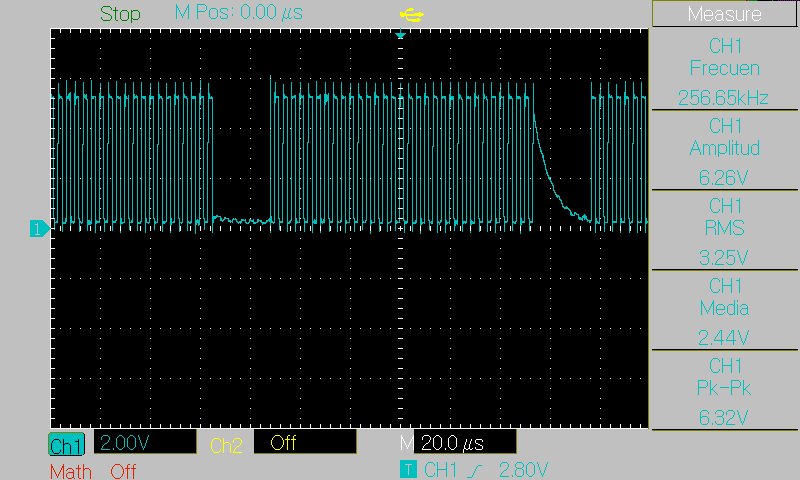 Stop M Pos: 0.00 µs Measure
CH1
Frecuen
256.65kHz
CH1
Amplitud
6.26V
CH1
RMS
3.25V
CH1
Media
2.44V
CH1
Pk-Pk
6.32V
1
Ch1 2.00V Ch2 Off M 20.0 µs
Math Off T CH1 2.80V